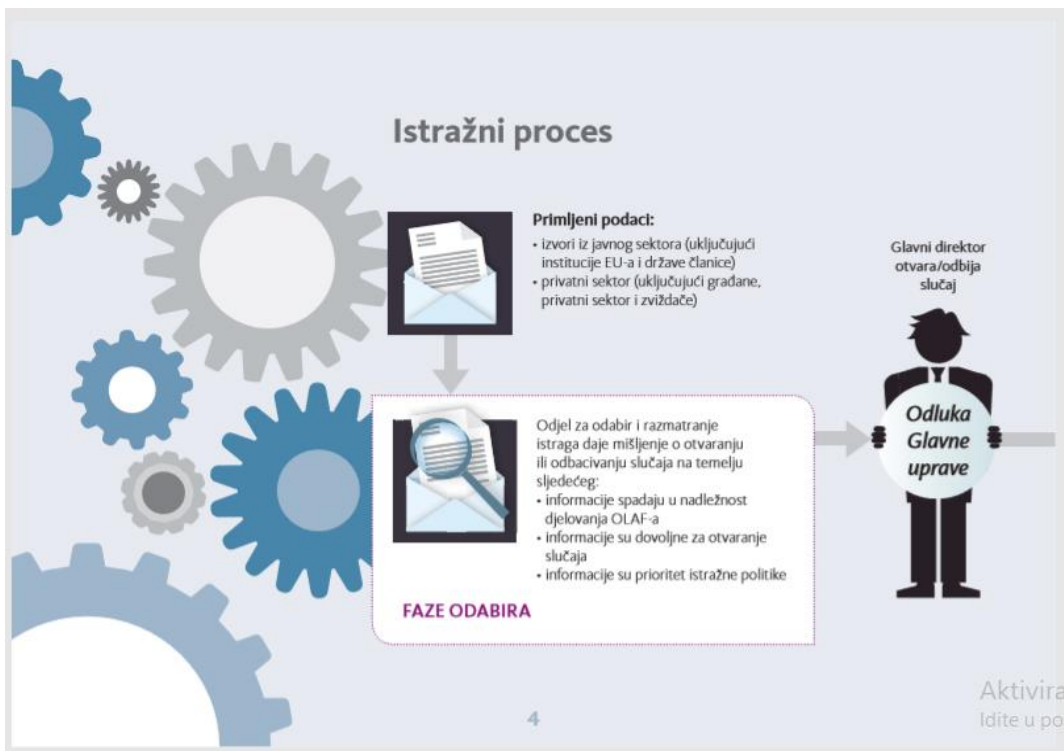 Istražni proces
Primljeni podaci:
• izvori iz javnog sektora (uključujući
institucije EU-a i države članice)
• privatni sektor (uključujući građane,
privatni sektor i zviždače)
Glavni direktor
otvara/odbija
slučaj
Odjel za odabir i razmatranje
istraga daje mišljenje o otvaranju
ili odbacivanju slučaja na temelju
sljedećeg:
• informacije spadaju u nadležnost
djelovanja OLAF-a
• informacije su dovoljne za otvaranje
slučaja
• informacije su prioritet istražne politike
FAZE ODABIRA
Odluka
Glavne
uprave
4
Aktivira
Idite u po